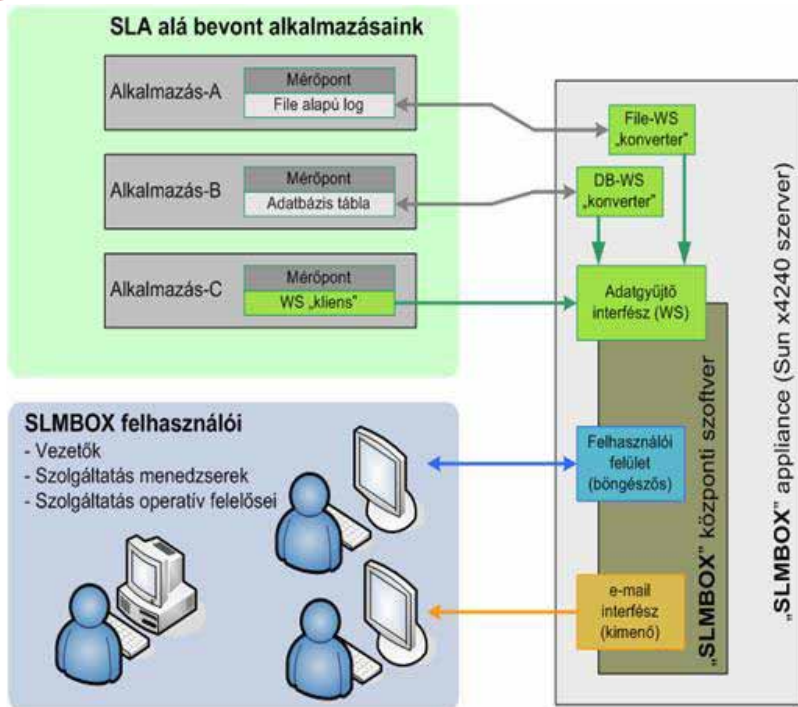 SLA alá bevont alkalmazásaink
Alkalmazás-A
Mérőpont
File alapú log
Alkalmazás-B
Mérőpont
Adatbázis tábla
Alkalmazás-C
Mérőpont
WS „kliens”
File-WS
„konverter”
DB-WS
„konverter”
Adatgyűjtő
interfész (WS)
SLMBOX felhasználói
- Vezetők
- Szolgáltatás menedzserek
- Szolgáltatás operatív felelősei
Felhasználói
felület
(böngészős)
e-mail
interfész
(kimenő)
„SLMBOX” központi szoftver
„SLMBOX” appliance (Sun x4240 szerver)